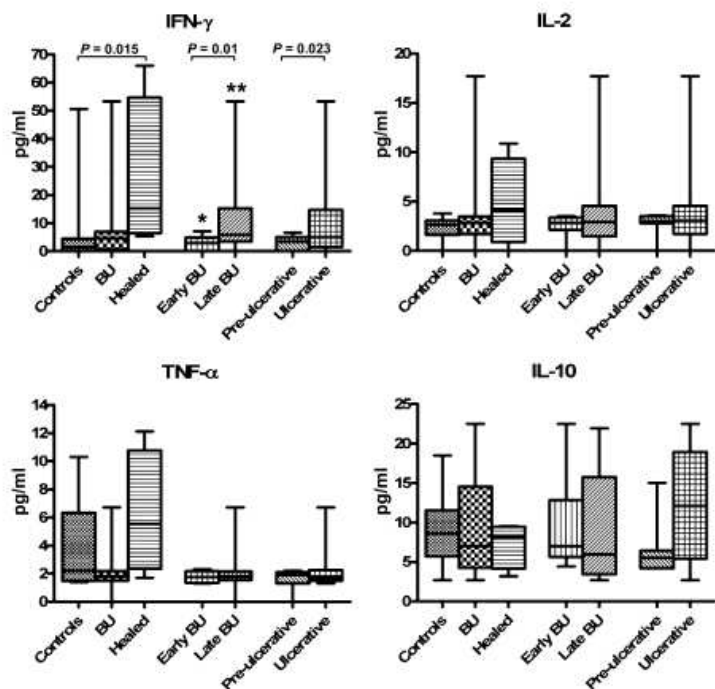 IFN-γ
70
60
50
40
30
20
10
0
pg/ml
P = 0.015
P = 0.01
P = 0.023
*
**
Controls
BU
Healed
Early BU
Late BU
Pre-ulcerative
Ulcerative
IL-2
20
15
10
5
0
pg/ml
Controls
BU
Healed
Early BU
Late BU
Pre-ulcerative
Ulcerative
TNF-α
14
12
10
8
6
4
2
0
pg/ml
Controls
BU
Healed
Early BU
Late BU
Pre-ulcerative
Ulcerative
IL-10
25
20
15
10
5
0
pg/ml
Controls
BU
Healed
Early BU
Late BU
Pre-ulcerative
Ulcerative